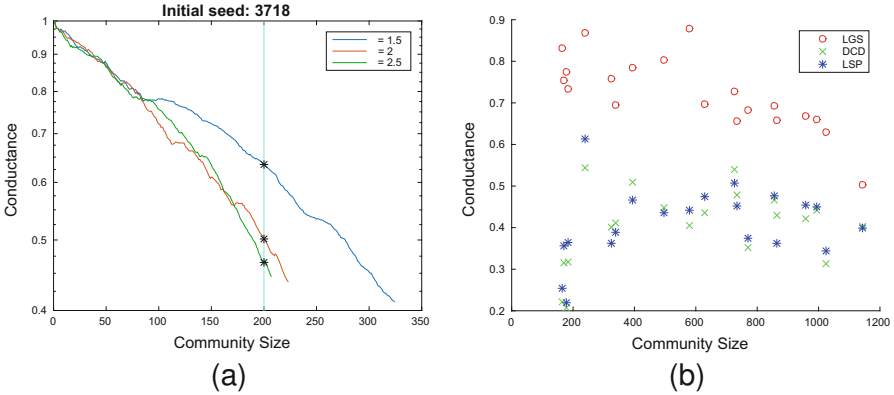 Initial seed: 3718
Conductance
1
0.9
0.8
0.7
0.6
0.5
0.4
0 50 100 150 200 250 300 350
Community Size
= 1.5
= 2
= 2.5
(a)
Conductance
0.9
0.8
0.7
0.6
0.5
0.4
0.3
0.2
0 200 400 600 800 1000 1200
Community Size
LGS
DCD
LSP
(b)